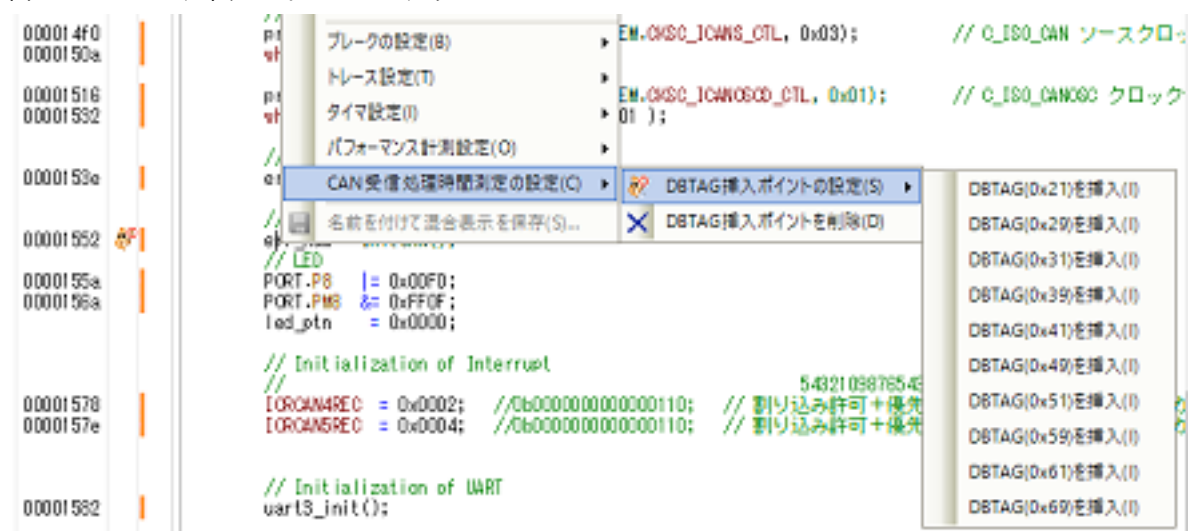 000014f0
EM.CKSC_ICANS_CTL, 0x03);
// C_ISO_CAN ソースクロッ
0000150a
ブレークの設定(B)
トレース設定(T)
00001516
EM.CKSC_ICANOSCD_CTL, 0x01);
// C_ISO_CANOSC クロック
00001532
タイマ設定(I)
01 );
パフォーマンス計測設定(O)
//
0000153e
CAN受信処理時間測定の設定(C)
DBTAG挿入ポイントの設定(S)
DBTAG(0x21)を挿入(I)
名前を付けて混合表示を保存(S)...
DBTAG挿入ポイントを削除(D)
DBTAG(0x29)を挿入(I)
00001552
// LED
DBTAG(0x31)を挿入(I)
0000155a
PORT.P8 |= 0x00FD;
DBTAG(0x39)を挿入(I)
0000156a
PORT.PM8 &= 0xFF0F;
led_ptn = 0x0000;
DBTAG(0x41)を挿入(I)
// Initialization of Interrupt
DBTAG(0x49)を挿入(I)
// 5432109876543
00001578
ICRCAN4REC = 0x0002; //0b0000000000000110; // 割り込み許可+優先
DBTAG(0x51)を挿入(I)
0000157e
ICRCAN5REC = 0x0004; //0b0000000000000110; // 割り込み許可+優先
DBTAG(0x59)を挿入(I)
DBTAG(0x61)を挿入(I)
// Initialization of UART
00001582
uart3_init();
DBTAG(0x69)を挿入(I)